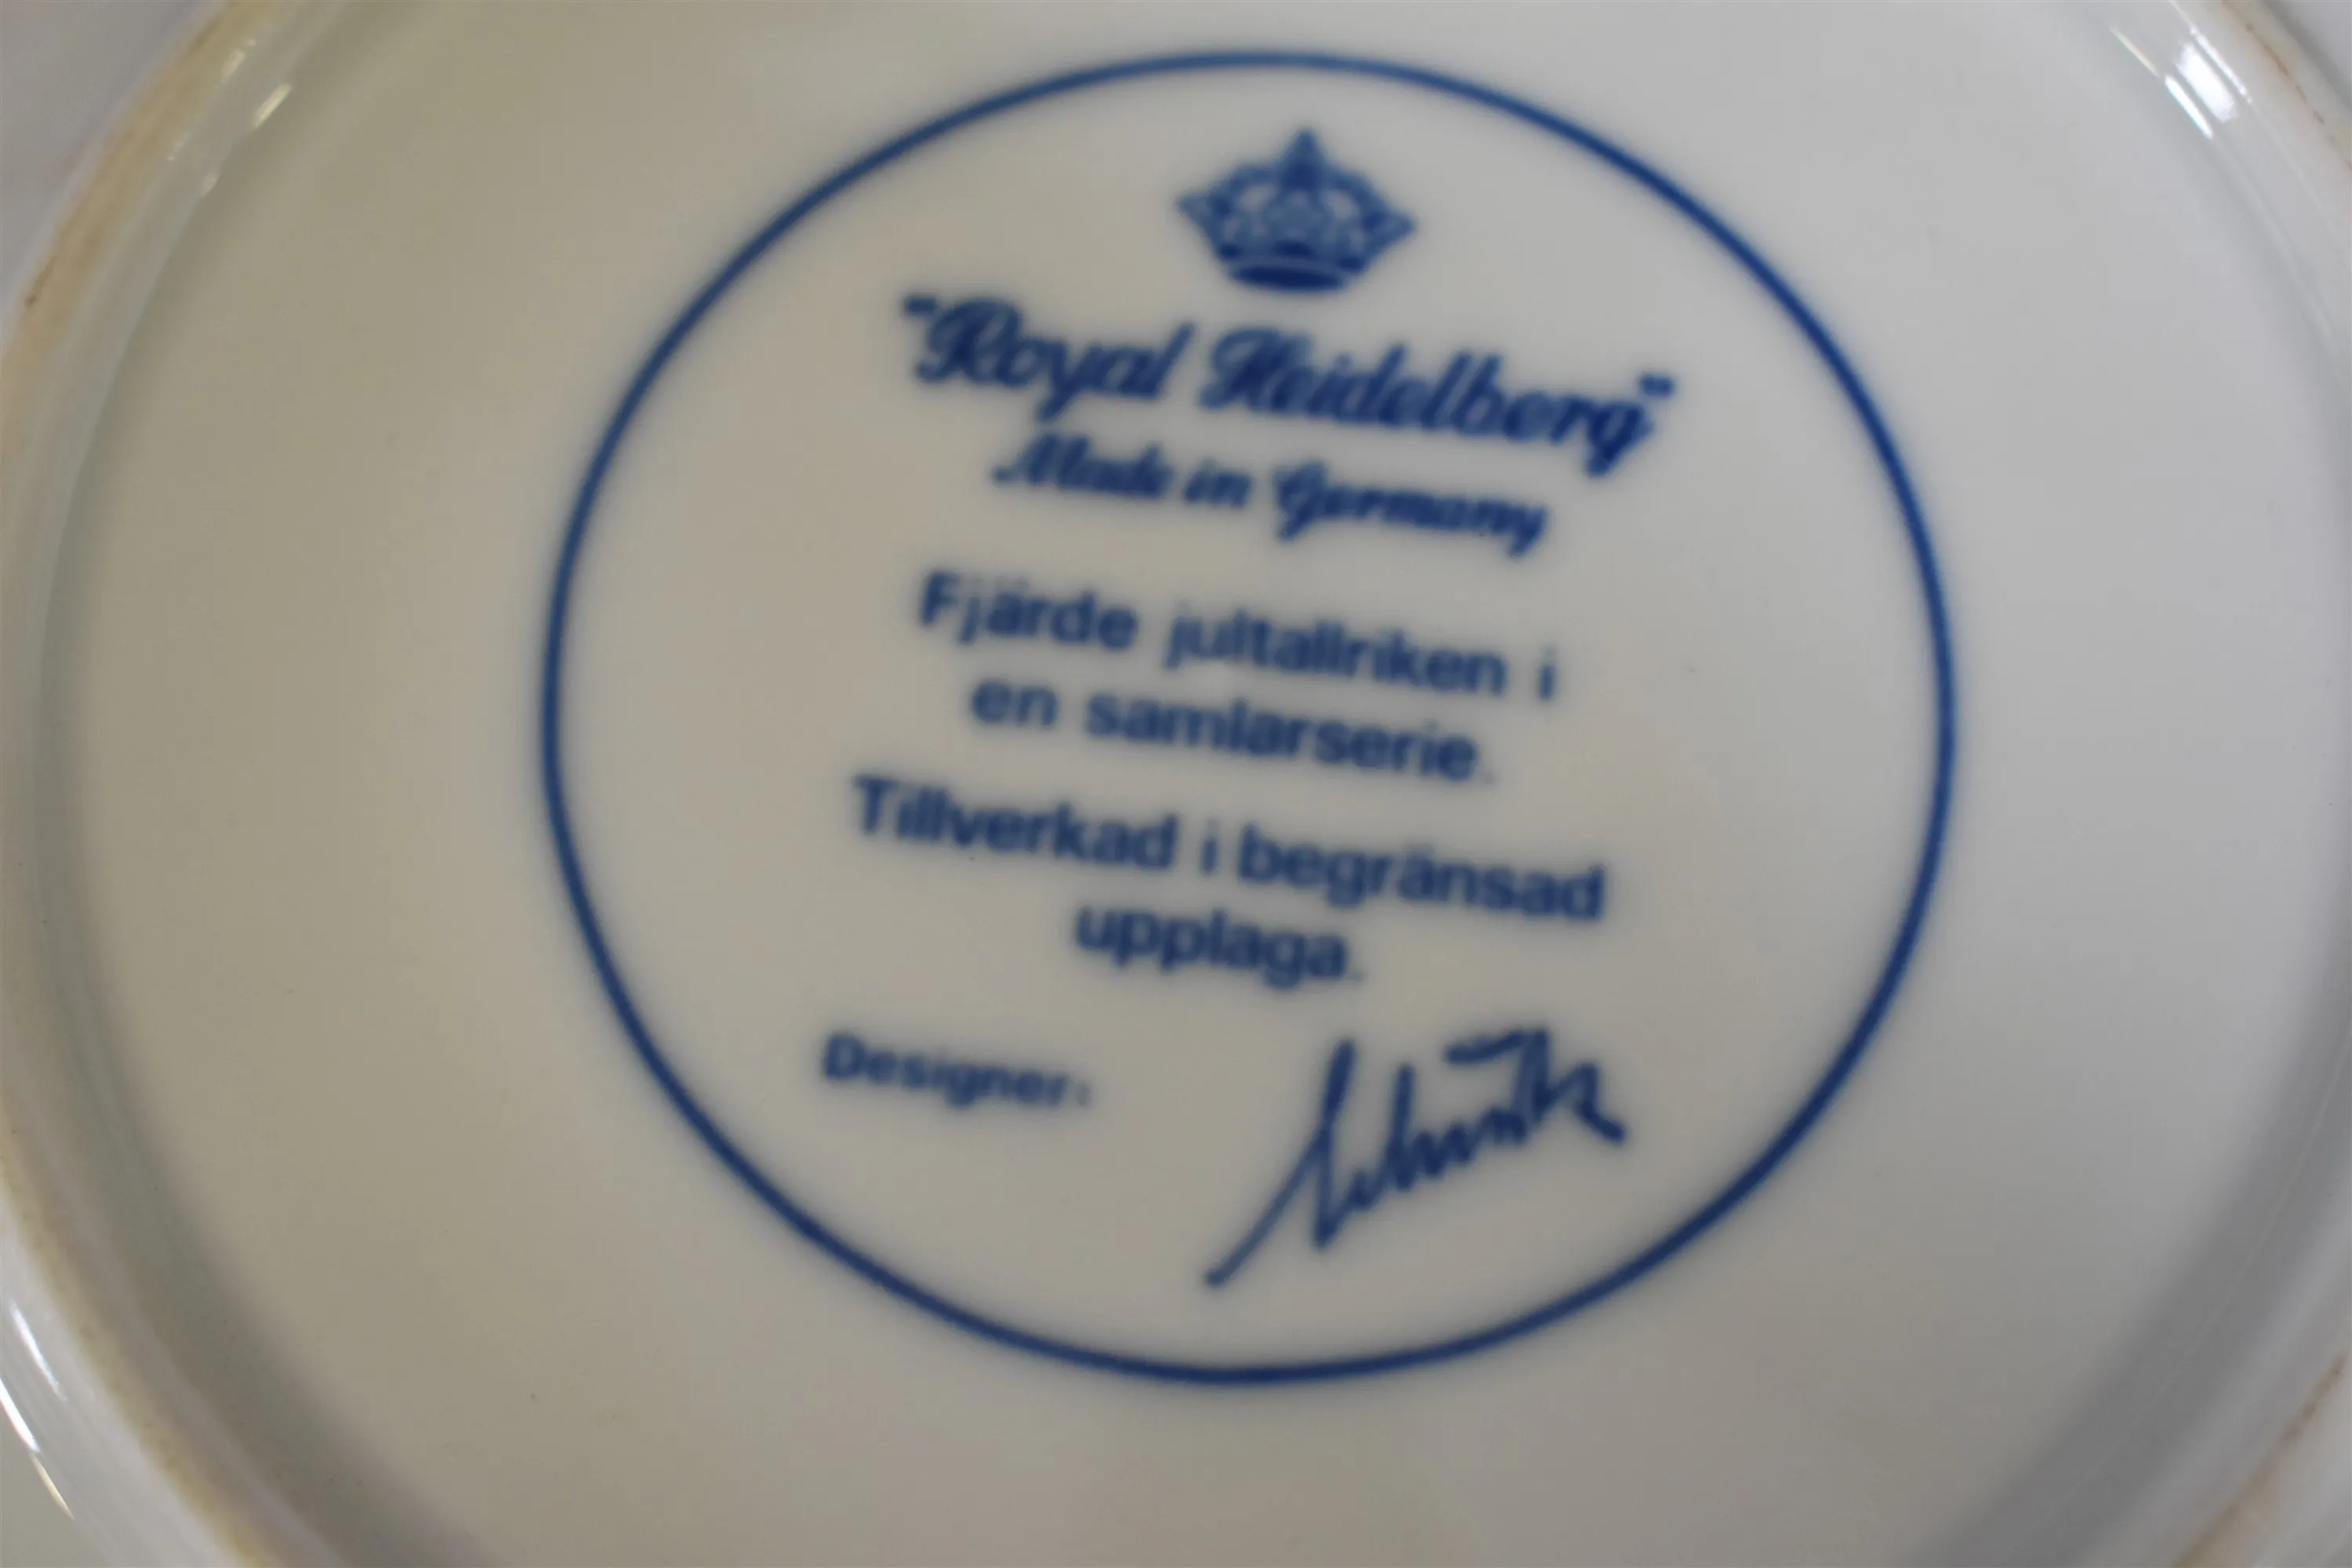 "Royal Heidelberg"
Made in Germany
Fjärde jultallriken i
en samlarserie.
Tillverkad i begränsad
upplaga.
Designer: